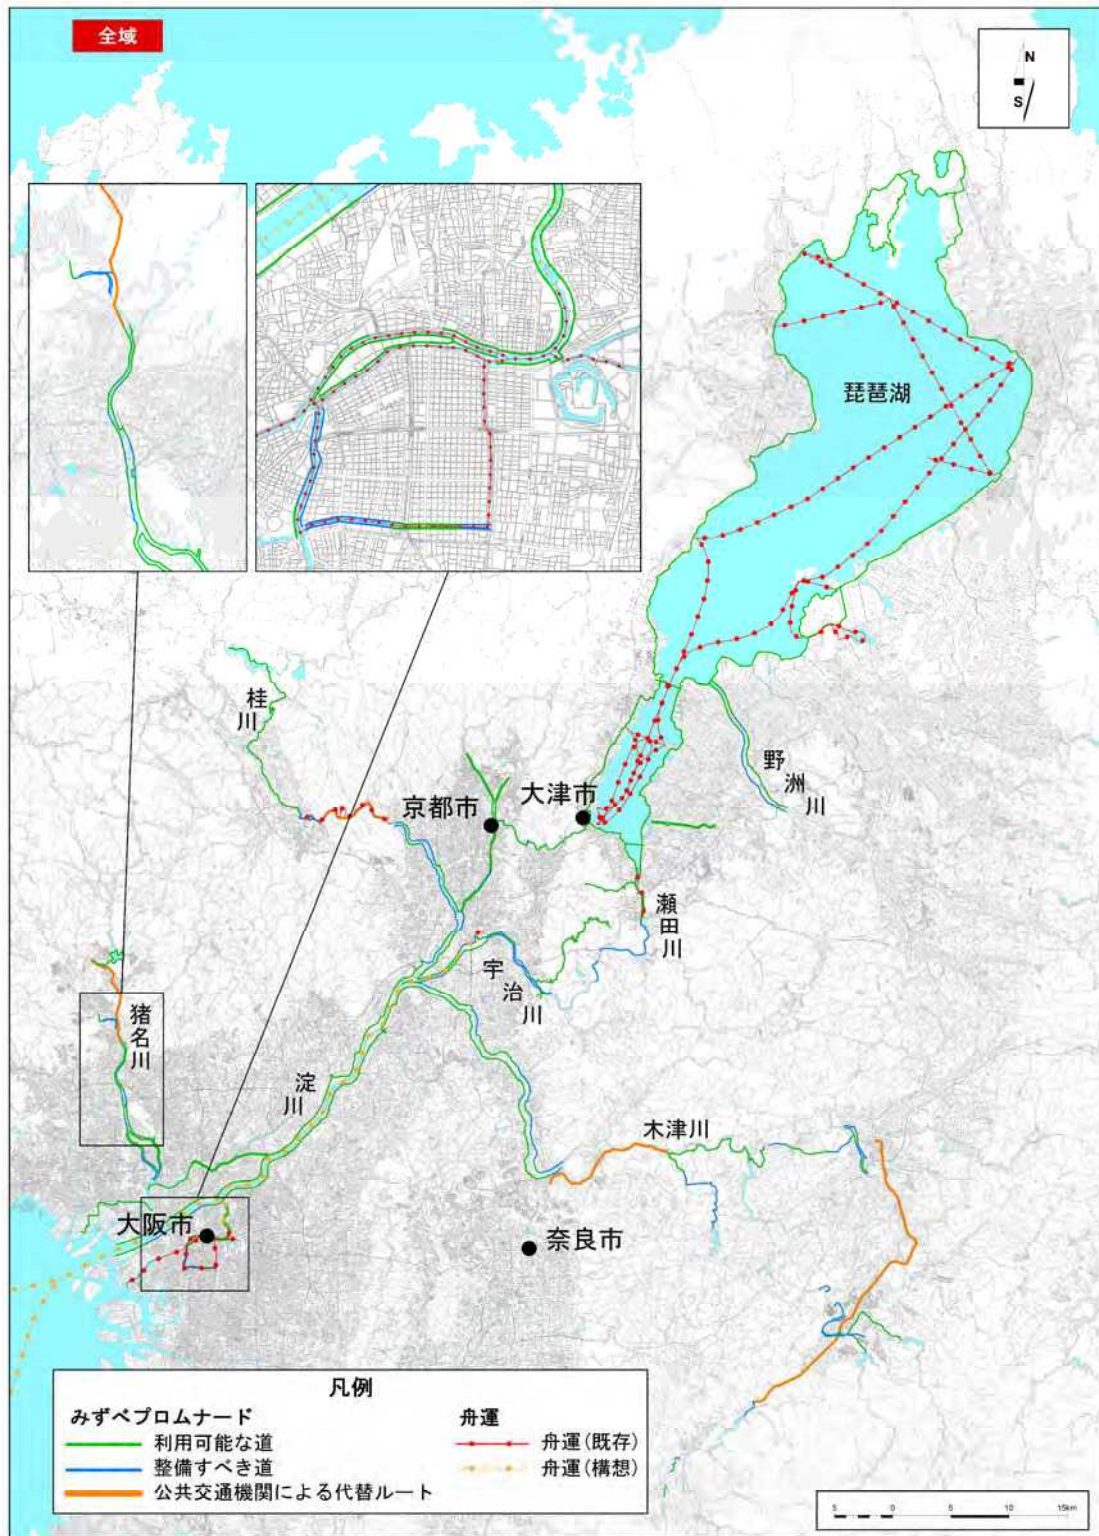 全域
N
S
琵琶湖
桂川
野洲川
大津市
京都市
瀬田川
宇治川
猪名川
淀川
木津川
大阪市
奈良市
凡例
みずべプロムナード
利用可能な道
整備すべき道
公共交通機関による代替ルート
舟運
舟運(既存)
舟運(構想)
5 0 5 10 15km